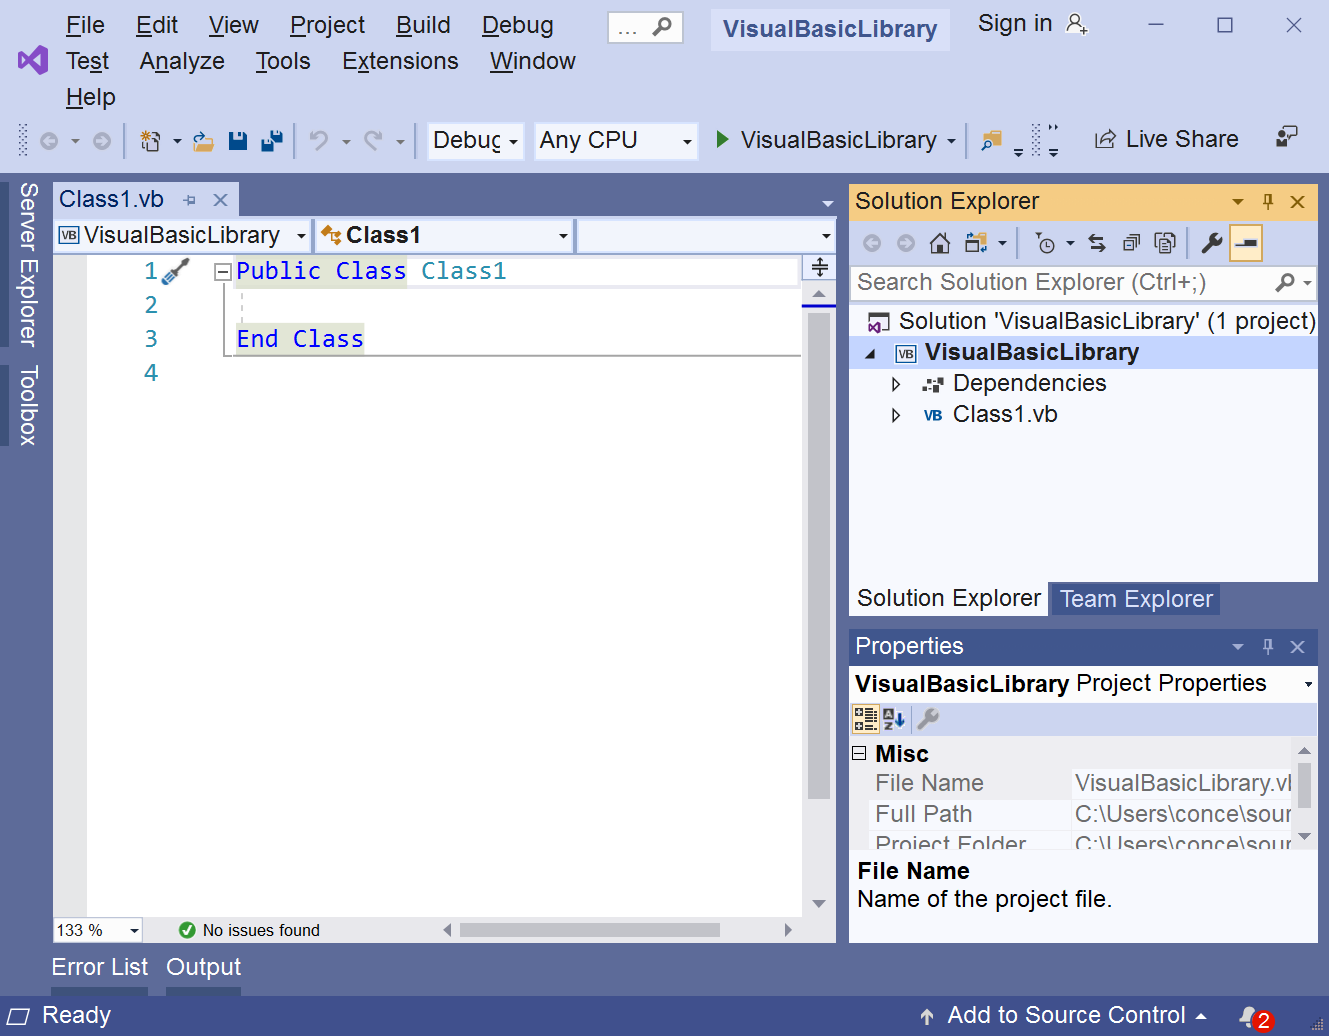 File Edit View Project Build Debug
... VisualBasicLibrary Sign in
Test Analyze Tools Extensions Window
Help
Debug Any CPU VisualBasicLibrary Live Share
Server Explorer
Toolbox
Class1.vb
VB VisualBasicLibrary Class1
1 Public Class Class1
2
3 End Class
4
133 % No issues found
Solution Explorer
Search Solution Explorer (Ctrl+;)
Solution 'VisualBasicLibrary' (1 project)
VB VisualBasicLibrary
Dependencies
VB Class1.vb
Solution Explorer Team Explorer
Properties
VisualBasicLibrary Project Properties
Misc
File Name VisualBasicLibrary.vb
Full Path C:\Users\conce\sour
Project Folder C:\Users\conce\sour
File Name
Name of the project file.
Error List Output
Ready Add to Source Control 2